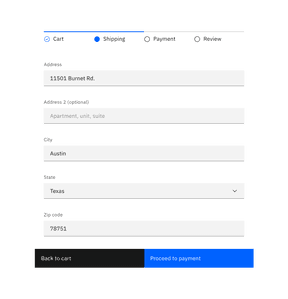 Cart
Shipping
Payment
Review
Address
11501 Burnet Rd.
Address 2 (optional)
Apartment, unit, suite
City
Austin
State
Texas
Zip code
78751
Back to cart
Proceed to payment